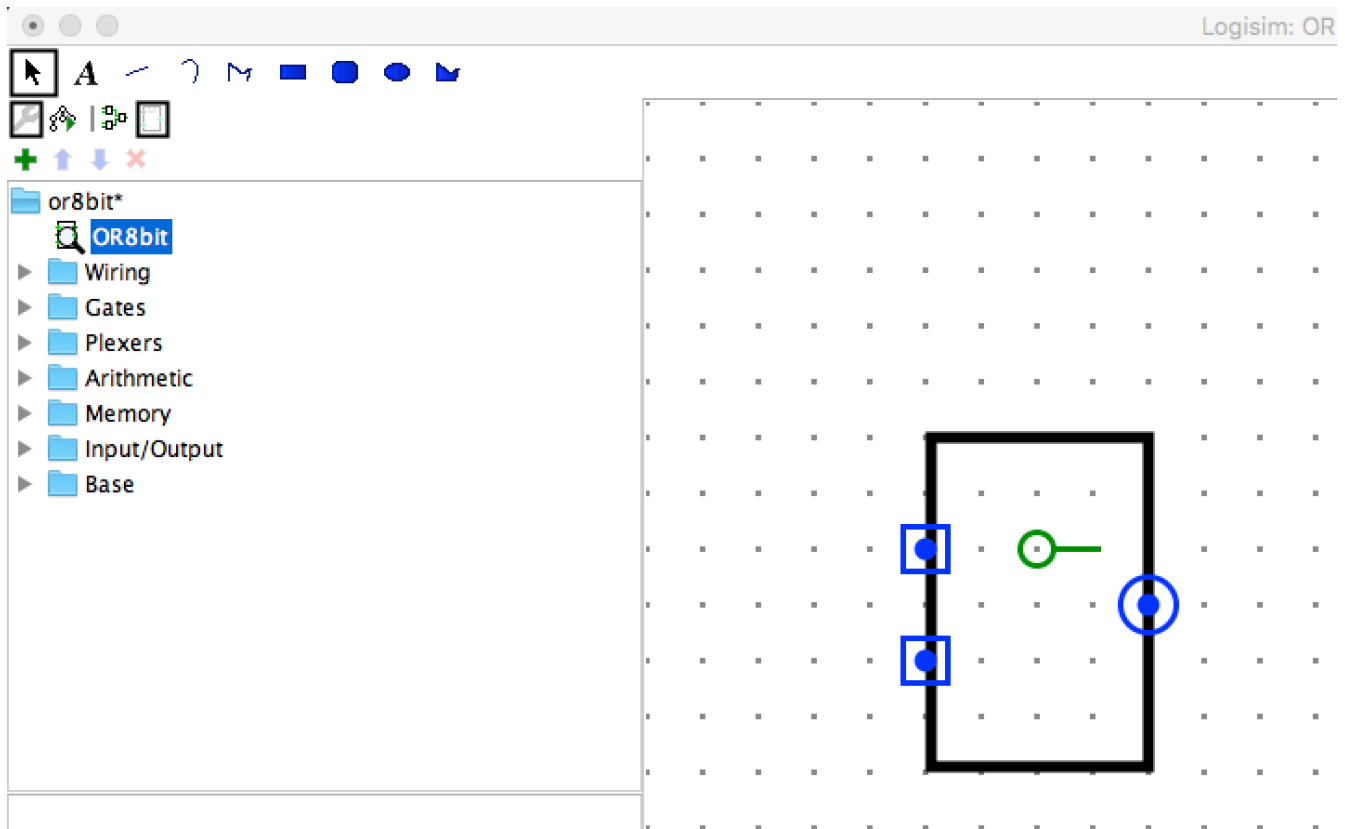 Logisim: OR
A
or8bit*
OR8bit
Wiring
Gates
Plexers
Arithmetic
Memory
Input/Output
Base